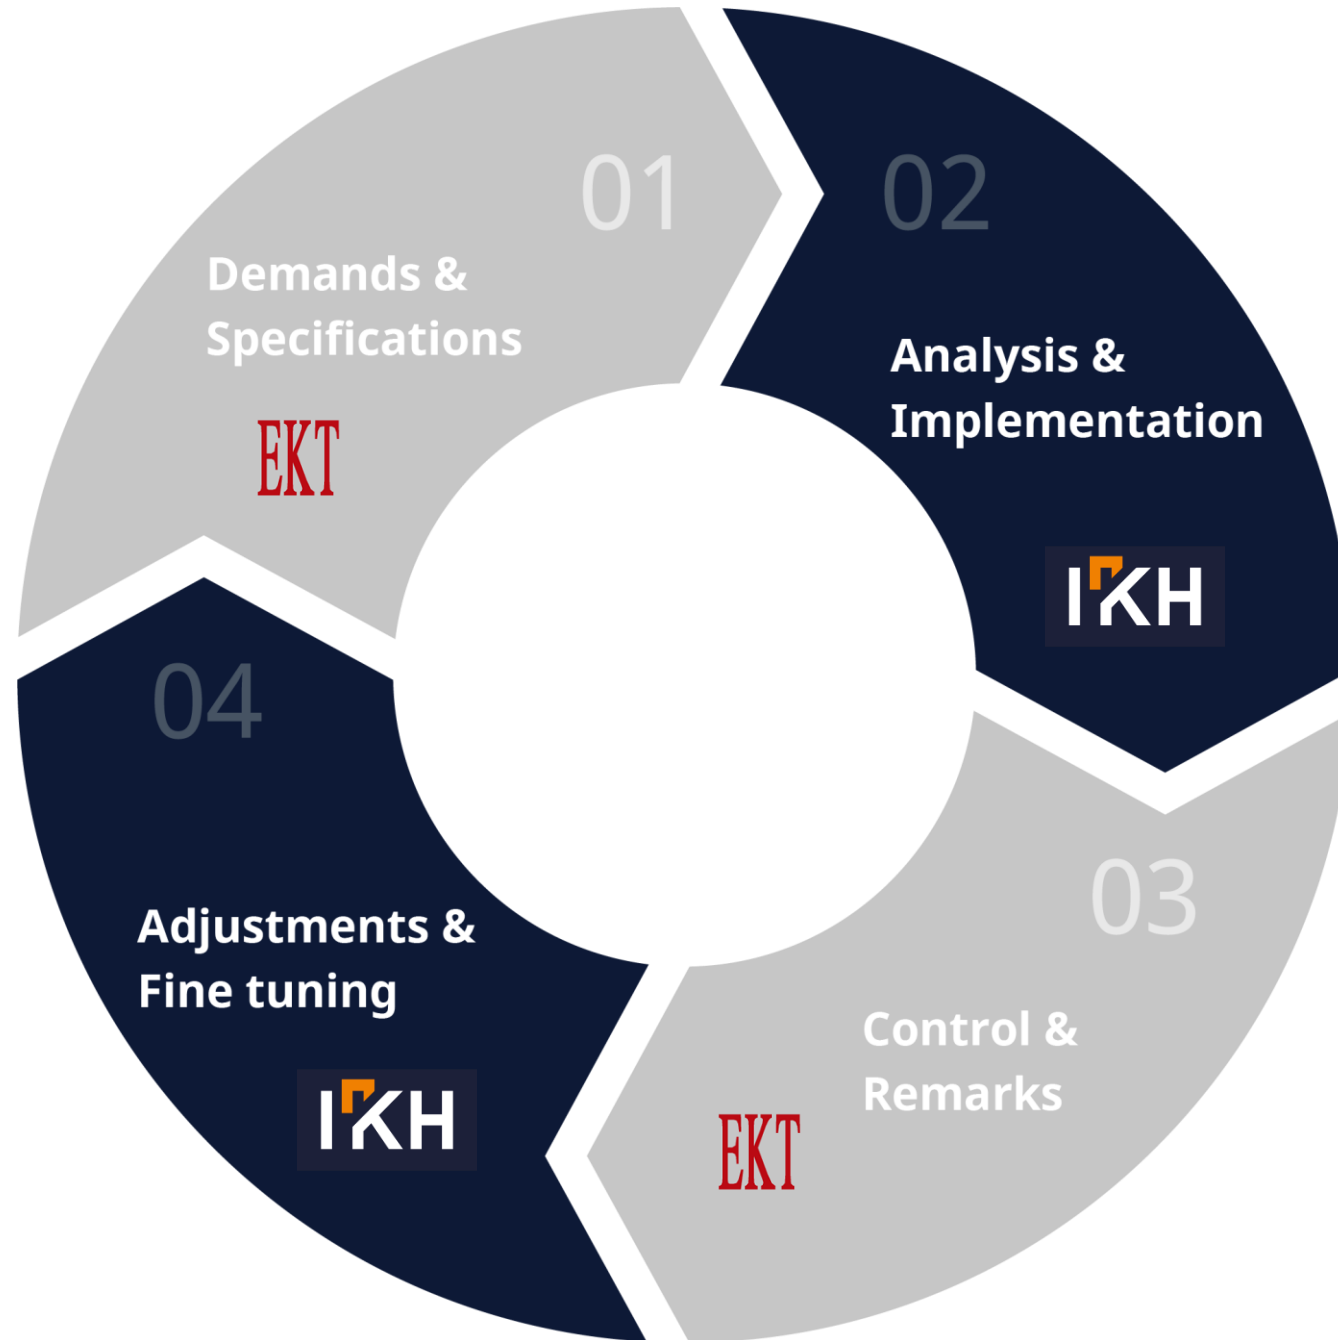 01
Demands &
Specifications
EKT
02
Analysis &
Implementation
IKH
03
Control &
Remarks
EKT
04
Adjustments &
Fine tuning
IKH